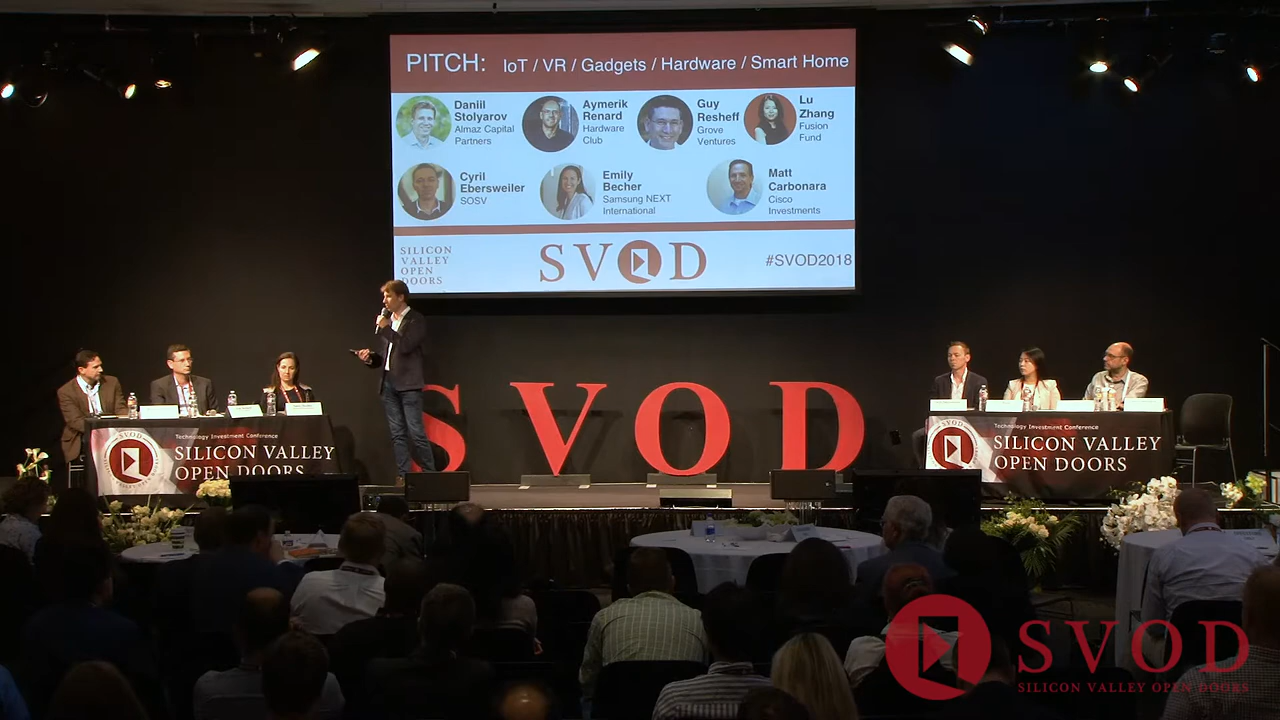 PITCH: IoT / VR / Gadgets / Hardware / Smart Home
Daniil
Stolyarov
Almaz Capital
Partners
Aymerik
Renard
Hardware
Club
Guy
Resheff
Grove
Ventures
Lu
Zhang
Fusion
Fund
Cyril
Ebersweiler
SOSV
Emily
Becher
Samsung NEXT
International
Matt
Carbonara
Cisco
Investments
SILICON
VALLEY
OPEN
DOORS
SVOD
#SVOD2018
SVOD
SVOD
Technology Investment Conference
SILICON VALLEY
OPEN DOORS
SVOD
Technology Investment Conference
SILICON VALLEY
OPEN DOORS
SVOD
SILICON VALLEY OPEN DOORS